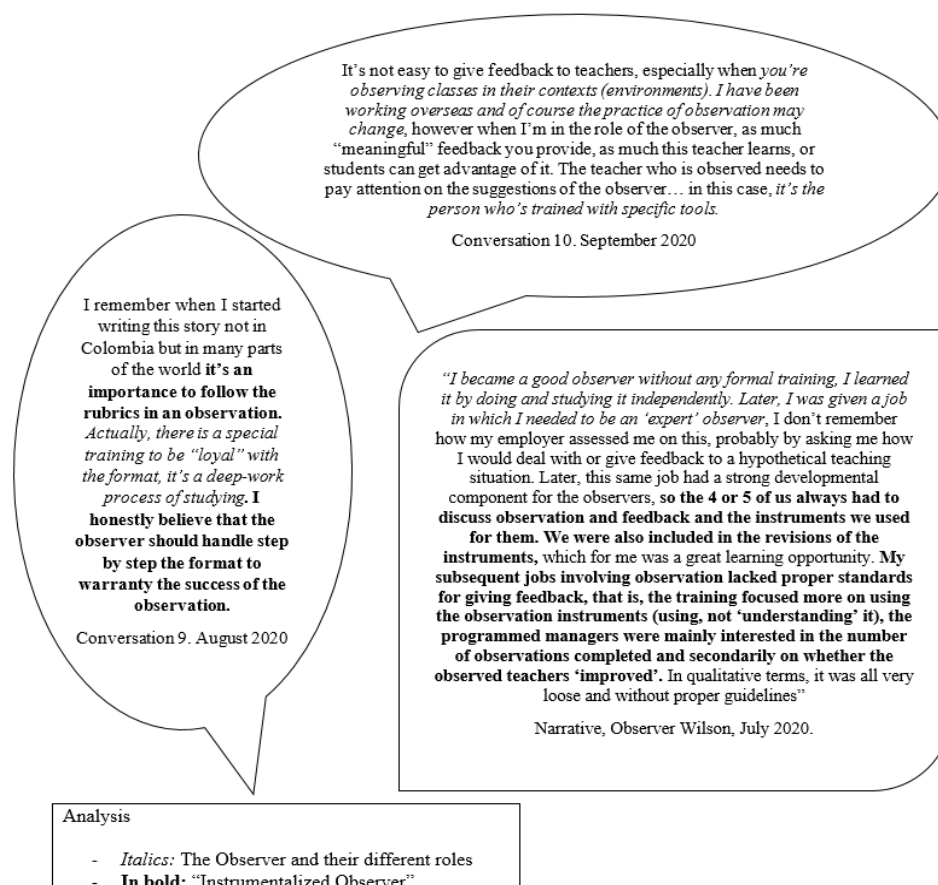 It's not easy to give feedback to teachers, especially when you're
observing classes in their contexts (environments). I have been
working overseas and of course the practice of observation may
change, however when I'm in the role of the observer, as much
“meaningful” feedback you provide, as much this teacher learns, or
students can get advantage of it. The teacher who is observed needs to
pay attention on the suggestions of the observer… in this case, it's the
person who's trained with specific tools.
Conversation 10. September 2020
I remember when I started
writing this story not in
Colombia but in many parts
of the world it's an
importance to follow the
rubrics in an observation.
Actually, there is a special
training to be “loyal” with
the format, it's a deep-work
process of studying. I
honestly believe that the
observer should handle step
by step the format to
warranty the success of the
observation.
Conversation 9. August 2020
“I became a good observer without any formal training, I learned
it by doing and studying it independently. Later, I was given a job
in which I needed to be an ‘expert’ observer, I don't remember
how my employer assessed me on this, probably by asking me how
I would deal with or give feedback to a hypothetical teaching
situation. Later, this same job had a strong developmental
component for the observers, so the 4 or 5 of us always had to
discuss observation and feedback and the instruments we used
for them. We were also included in the revisions of the
instruments, which for me was a great learning opportunity. My
subsequent jobs involving observation lacked proper standards
for giving feedback, that is, the training focused more on using
the observation instruments (using, not ‘understanding’ it), the
programmed managers were mainly interested in the number
of observations completed and secondarily on whether the
observed teachers ‘improved’. In qualitative terms, it was all very
loose and without proper guidelines”
Narrative, Observer Wilson, July 2020.
Analysis
- Italics: The Observer and their different roles
- In bold: “Instrumentalized Observer”